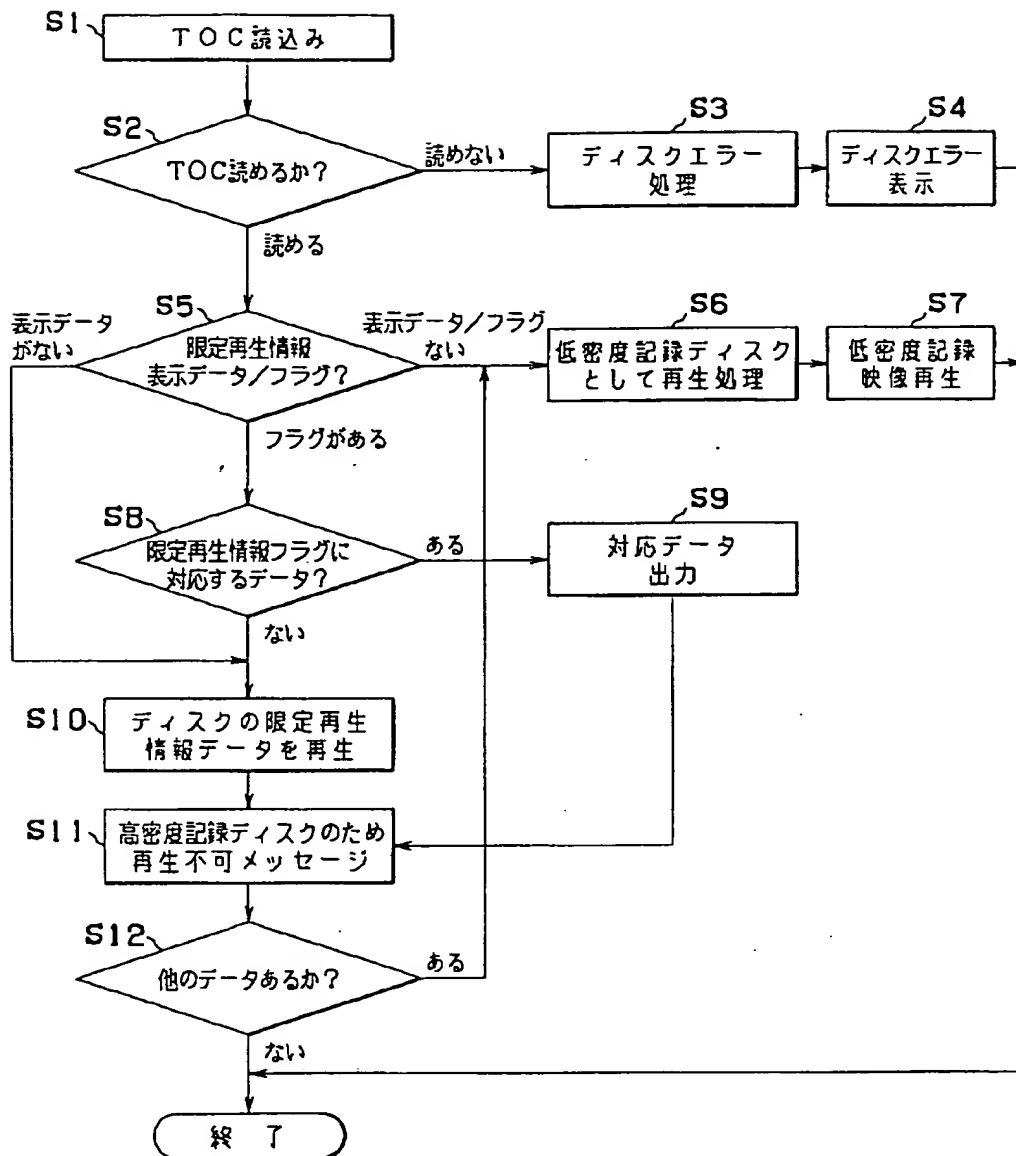 S1
TOC読込み
S2
TOC読めるか?
読めない
S3
ディスクエラー
処理
S4
ディスクエラー
表示
読める
S5
表示データ
がない
限定再生情報
表示データ/フラグ?
表示データ/フラグ
ない
S6
低密度記録ディスク
として再生処理
S7
低密度記録
映像再生
フラグがある
S8
限定再生情報フラグに
対応するデータ?
ある
S9
対応データ
出力
ない
S10
ディスクの限定再生
情報データを再生
S11
高密度記録ディスクのため
再生不可メッセージ
S12
他のデータあるか?
ある
ない
終了